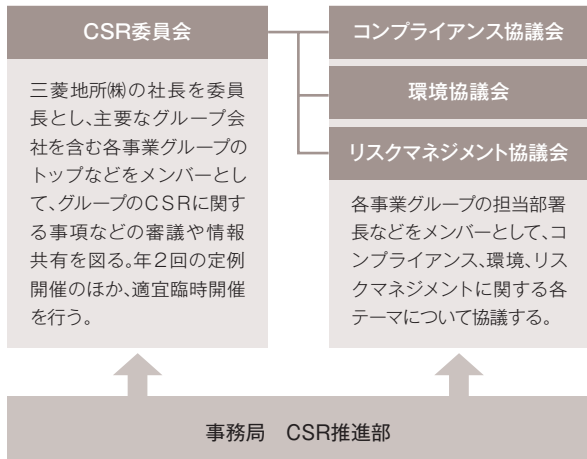 CSR委員会
三菱地所㈱の社長を委員
長とし、主要なグループ会
社を含む各事業グループの
トップなどをメンバーとし
て、グループのCSRに関す
る事項などの審議や情報
共有を図る。年2回の定例
開催のほか、適宜臨時開催
を行う。
コンプライアンス協議会
環境協議会
リスクマネジメント協議会
各事業グループの担当部署
長などをメンバーとして、コ
ンプライアンス、環境、リス
クマネジメントに関する各
テーマについて協議する。
事務局　CSR推進部